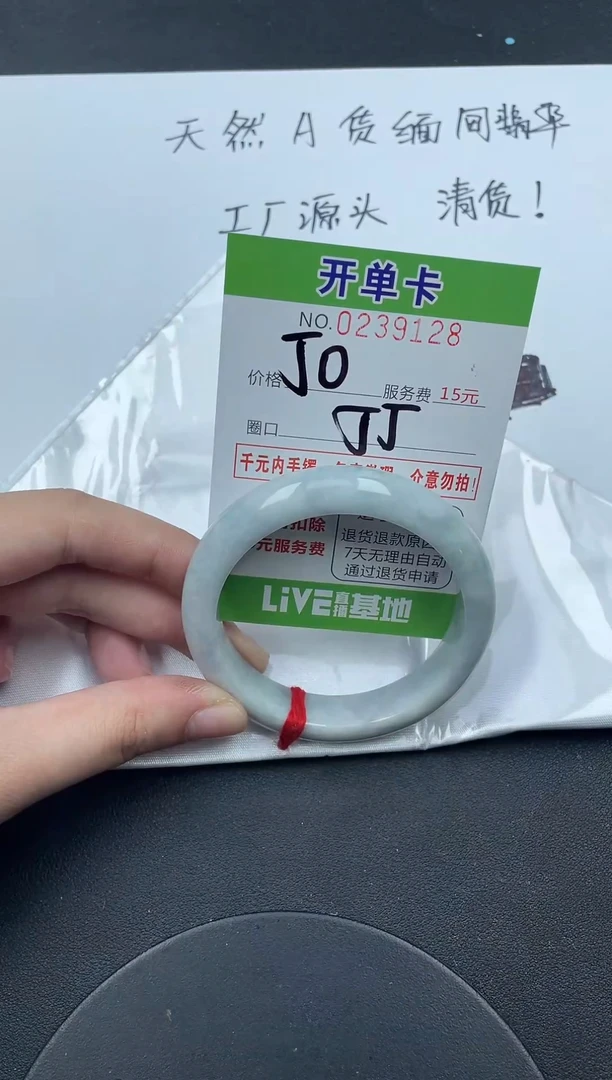 天然A货缅甸翡翠
工厂源头 清货!
开单卡
NO.0239128
价格 JO 服务费 15元
圈口 JJ
千元内手镯 介意勿拍!
扣除
元服务费
退货退款原因
7天无理由自动
通过退货申请
LiVE直播基地